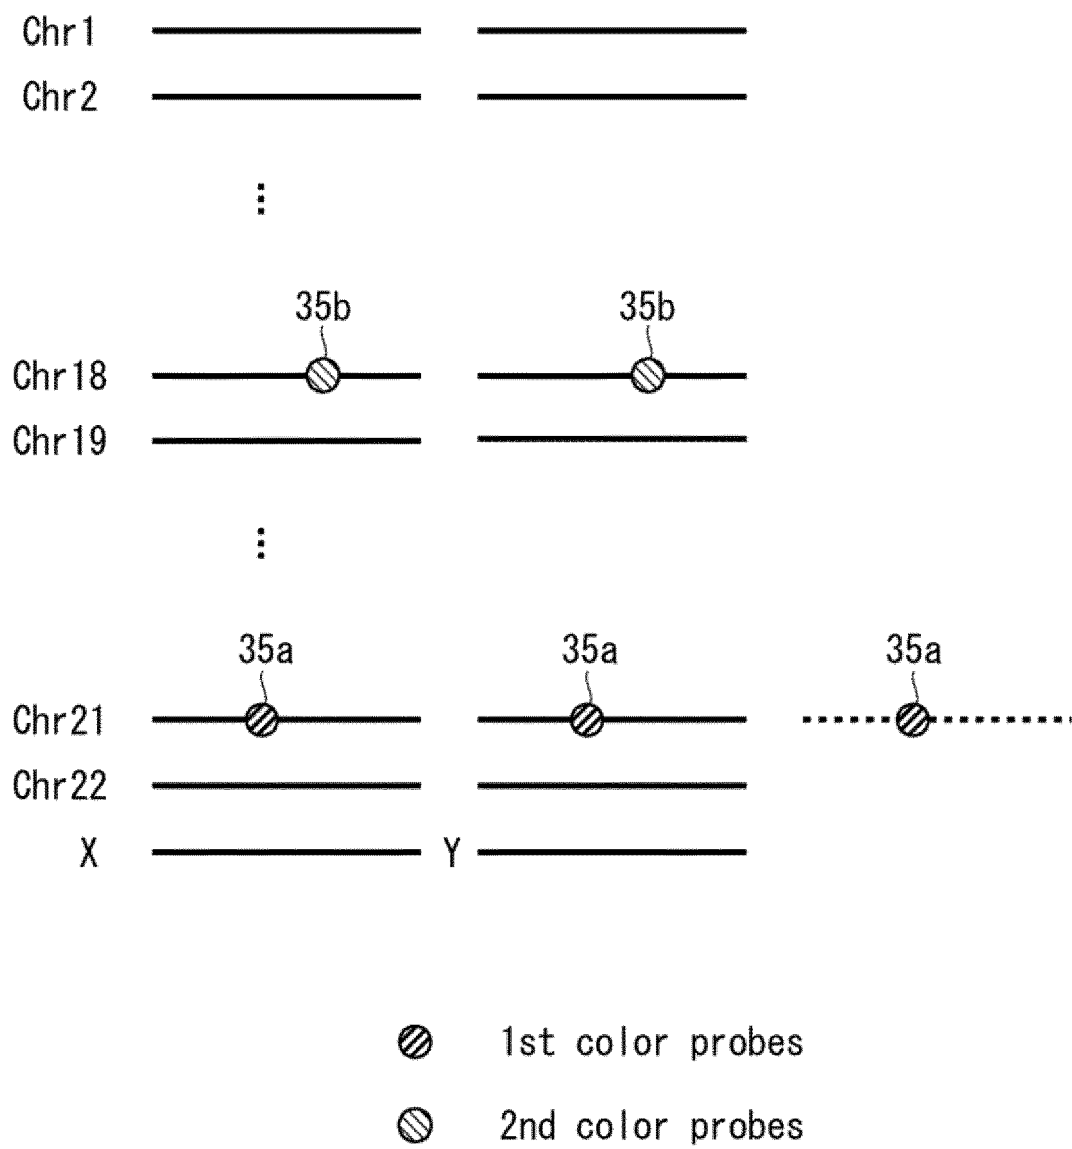 Chr1
Chr2
35b 35b
Chr18
Chr19
35a 35a 35a
Chr21
Chr22
X Y
1st color probes
2nd color probes